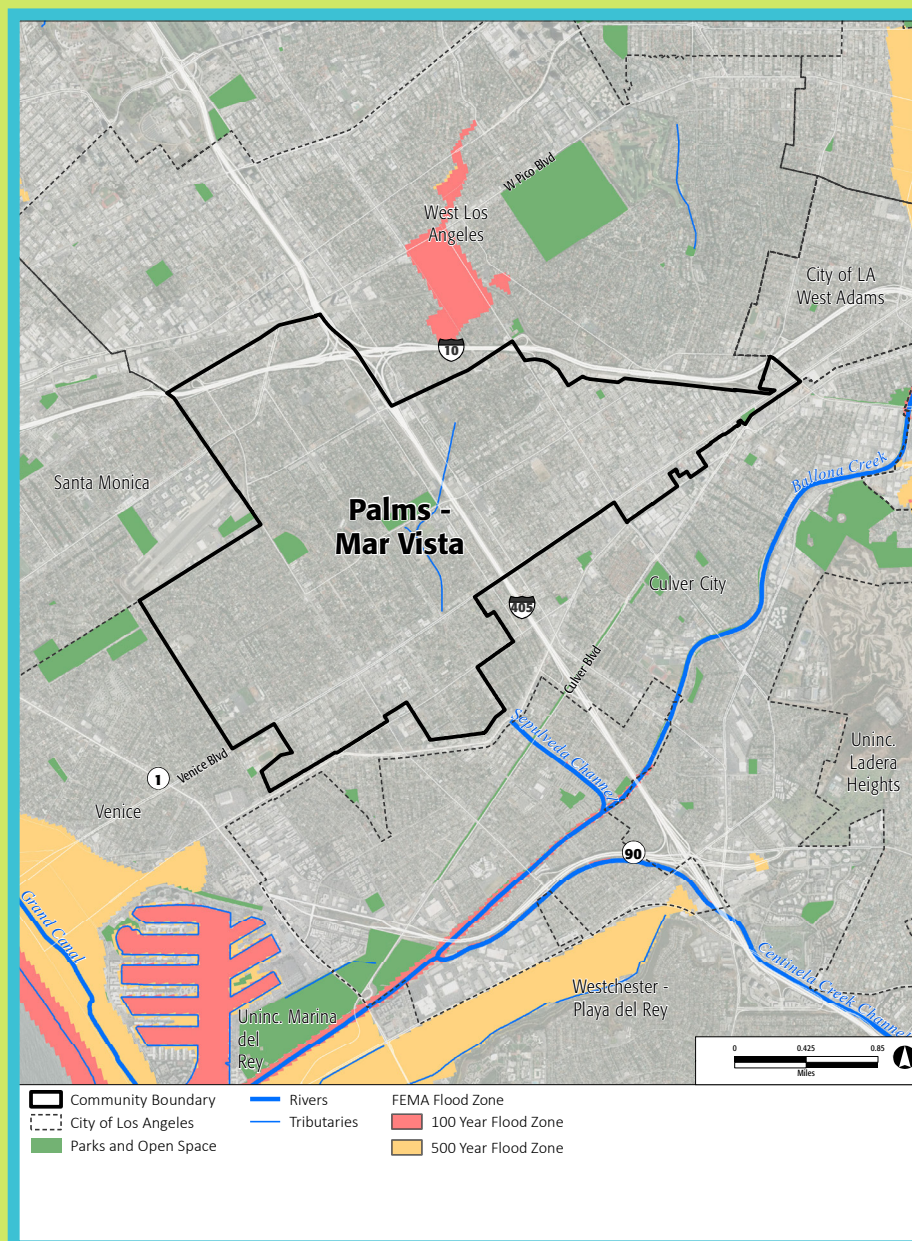 W Pico Blvd
West Los
Angeles
City of LA
West Adams
10
Santa Monica
Ballona Creek
Palms -
Mar Vista
Culver City
405
Culver Blvd
Sepulveda Channel
Uninc.
Ladera
Heights
Venice Blvd
1
Venice
90
Grand Canal
Centinela Creek Channel
Westchester -
Playa del Rey
Uninc. Marina
del
Rey
0 0.425 0.85
Miles
Community Boundary
City of Los Angeles
Parks and Open Space
Rivers
Tributaries
FEMA Flood Zone
100 Year Flood Zone
500 Year Flood Zone